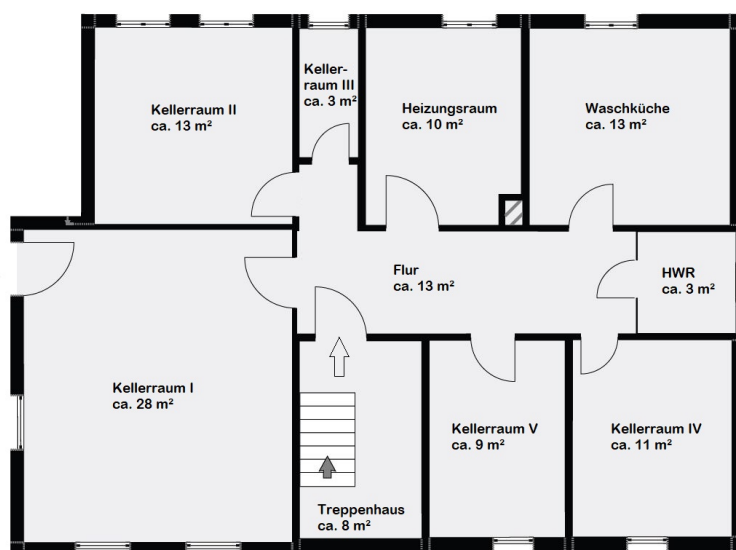 Kellerraum II
ca. 13 m²
Keller-
raum III
ca. 3 m²
Heizungsraum
ca. 10 m²
Waschküche
ca. 13 m²
Flur
ca. 13 m²
HWR
ca. 3 m²
Kellerraum I
ca. 28 m²
Treppenhaus
ca. 8 m²
Kellerraum V
ca. 9 m²
Kellerraum IV
ca. 11 m²